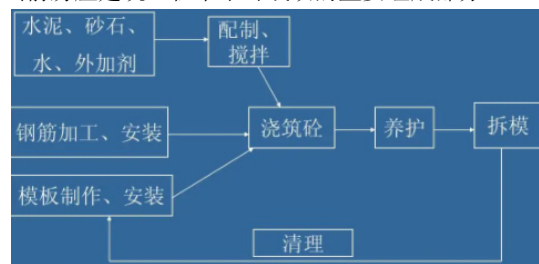 水泥、砂石、
水、外加剂
配制、
搅拌
钢筋加工、安装
浇筑砼
养护
拆模
模板制作、安装
清理